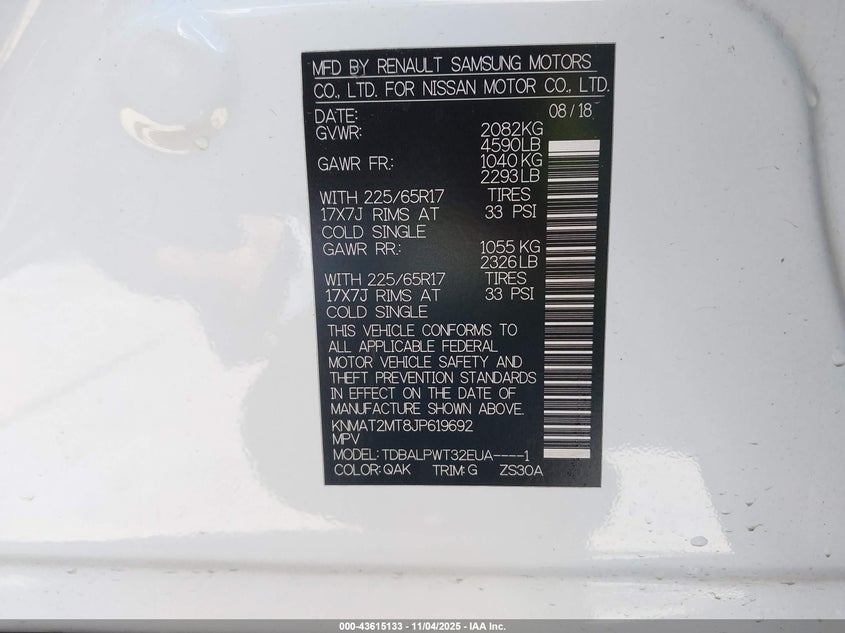 MFD BY RENAULT SAMSUNG MOTORS
CO., LTD. FOR NISSAN MOTOR CO., LTD.
DATE: 08 / 18
GVWR: 2082KG
4590LB
GAWR FR.: 1040 KG
2293 LB
WITH 225/65R17 TIRES
17X7J RIMS AT 33 PSI
COLD SINGLE
GAWR RR.: 1055 KG
2326 LB
WITH 225/65R17 TIRES
17X7J RIMS AT 33 PSI
COLD SINGLE
THIS VEHICLE CONFORMS TO
ALL APPLICABLE FEDERAL
MOTOR VEHICLE SAFETY AND
THEFT PREVENTION STANDARDS
IN EFFECT ON THE DATE OF
MANUFACTURE SHOWN ABOVE.
KNMAT2MT8JP619692
MPV
MODEL: TDBALPWT32EUA----1
COLOR: QAK TRIM: G ZS30A
000-43615133 - 11/04/2025 - IAA Inc.